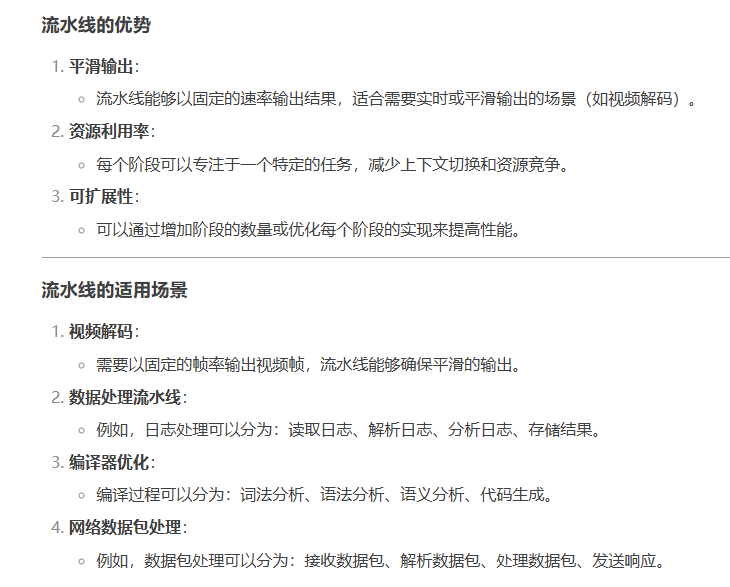 流水线的优势
1. 平滑输出：
流水线能够以固定的速率输出结果，适合需要实时或平滑输出的场景（如视频解码）。
2. 资源利用率：
每个阶段可以专注于一个特定的任务，减少上下文切换和资源竞争。
3. 可扩展性：
可以通过增加阶段的数量或优化每个阶段的实现来提高性能。
流水线的适用场景
1. 视频解码：
需要以固定的帧率输出视频帧，流水线能够确保平滑的输出。
2. 数据处理流水线：
例如，日志处理可以分为：读取日志、解析日志、分析日志、存储结果。
3. 编译器优化：
编译过程可以分为：词法分析、语法分析、语义分析、代码生成。
4. 网络数据包处理：
例如，数据包处理可以分为：接收数据包、解析数据包、处理数据包、发送响应。